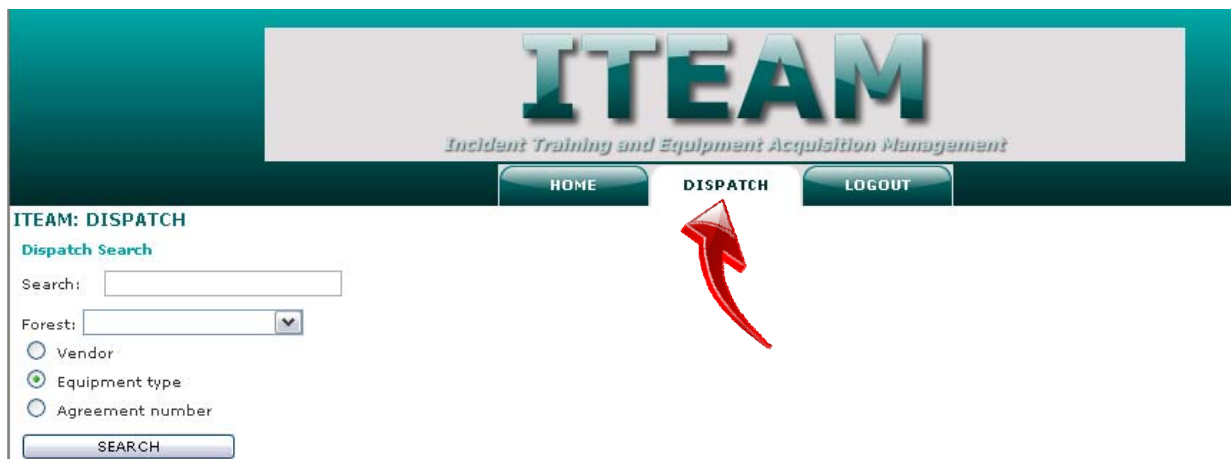 ITEAM
Incident Training and Equipment Acquisition Management
HOME DISPATCH LOGOUT
ITEAM: DISPATCH
Dispatch Search
Search:
Forest:
Vendor
Equipment type
Agreement number
SEARCH